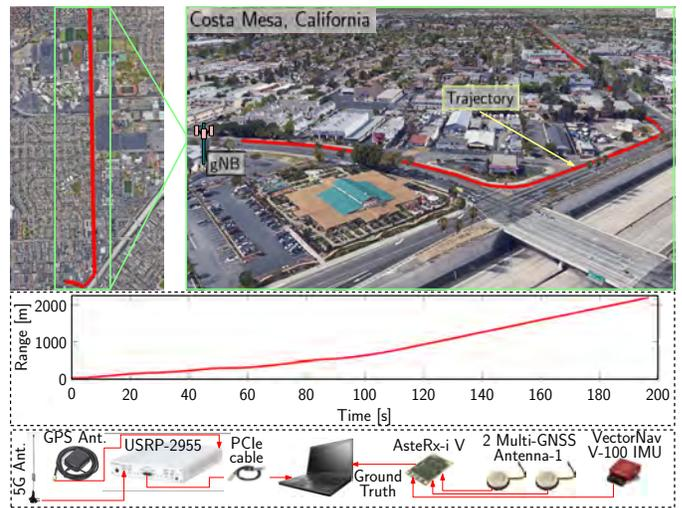 Costa Mesa, California
Trajectory
gNB
2000
1000
0
Range [m]
0 20 40 60 80 100 120 140 160 180 200
Time [s]
5G Ant.
GPS Ant.
USRP-2955
PCIe
cable
Ground
Truth
AsteRx-i V
2 Multi-GNSS
Antenna-1
VectorNav
V-100 IMU